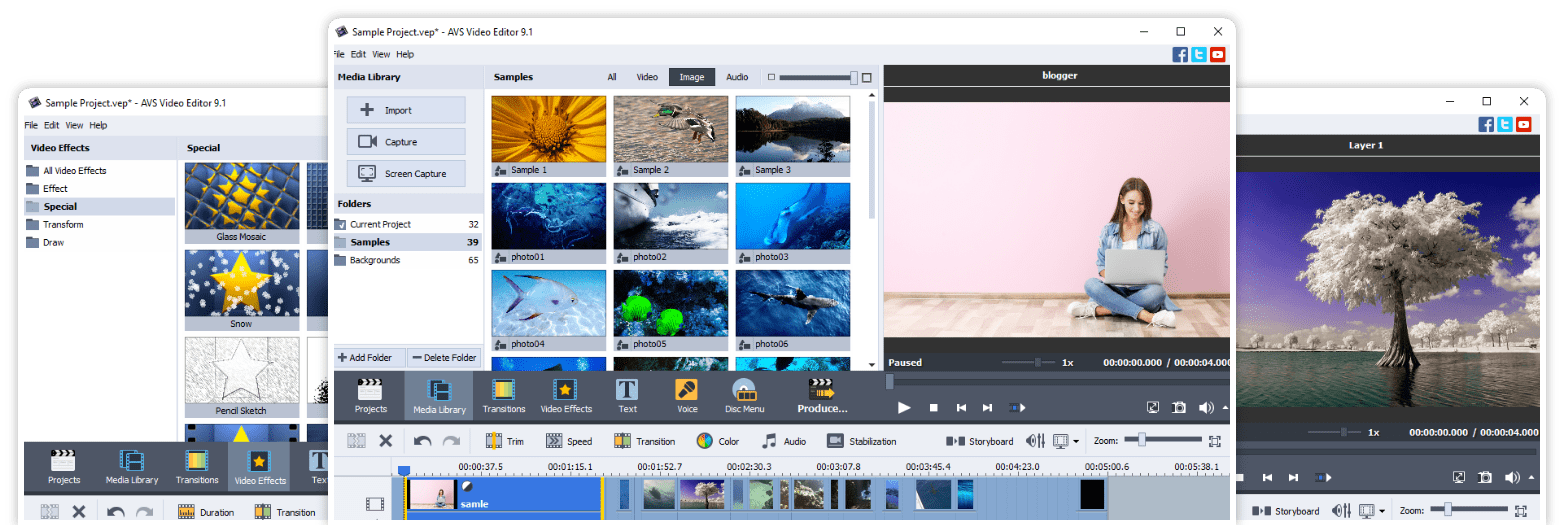 Sample Project.vep* - AVS Video Editor 9.1
File Edit View Help
Video Effects
All Video Effects
Effect
Special
Transform
Draw
Special
Glass Mosaic
Snow
Pencil Sketch
Projects
Media Library
Transitions
Video Effects
Duration
Transition
Sample Project.vep* - AVS Video Editor 9.1
Edit View Help
Media Library
Import
Capture
Screen Capture
Folders
Current Project 32
Samples 39
Backgrounds 65
Add Folder
Delete Folder
Samples
All Video Image Audio
Sample 1
Sample 2
Sample 3
photo01
photo02
photo03
photo04
photo05
photo06
blogger
Paused 1x 00:00:00.000 / 00:00:04.000
Projects
Media Library
Transitions
Video Effects
Text
Voice
Disc Menu
Produce...
Trim
Speed
Transition
Color
Audio
Stabilization
Storyboard
Zoom:
00:00:37.5 00:01:15.1 00:01:52.7 00:02:30.3 00:03:07.8 00:03:45.4 00:04:23.0 00:05:00.6 00:05:38.1
samle
Layer 1
1x 00:00:00.000 / 00:00:04.000
Storyboard
Zoom: